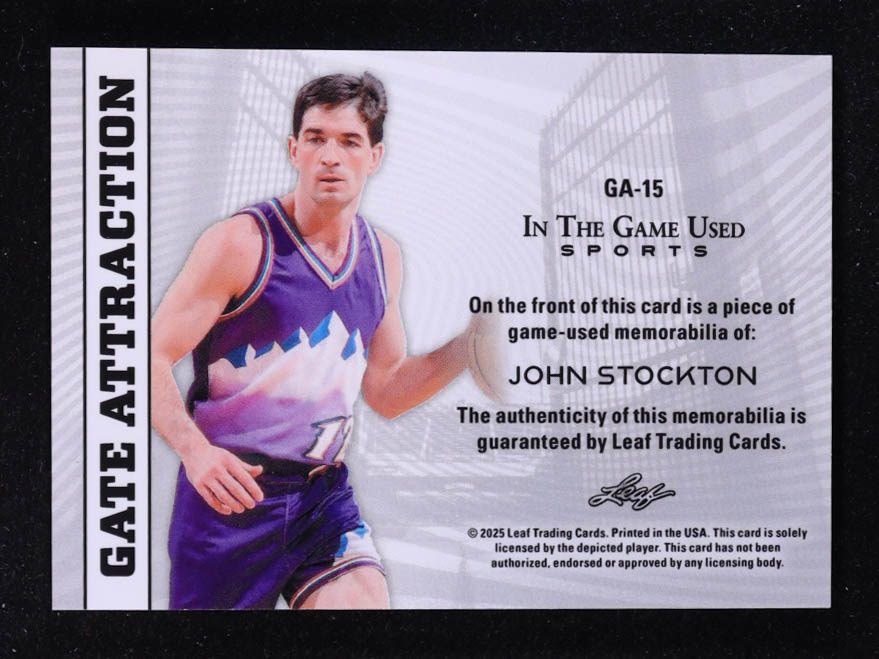 GATE ATTRACTION
GA-15
IN THE GAME USED
SPORTS
On the front of this card is a piece of
game-used memorabilia of:
JOHN STOCKTON
The authenticity of this memorabilia is
guaranteed by Leaf Trading Cards.
Leaf
© 2025 Leaf Trading Cards. Printed in the USA. This card is solely
licensed by the depicted player. This card has not been
authorized, endorsed or approved by any licensing body.